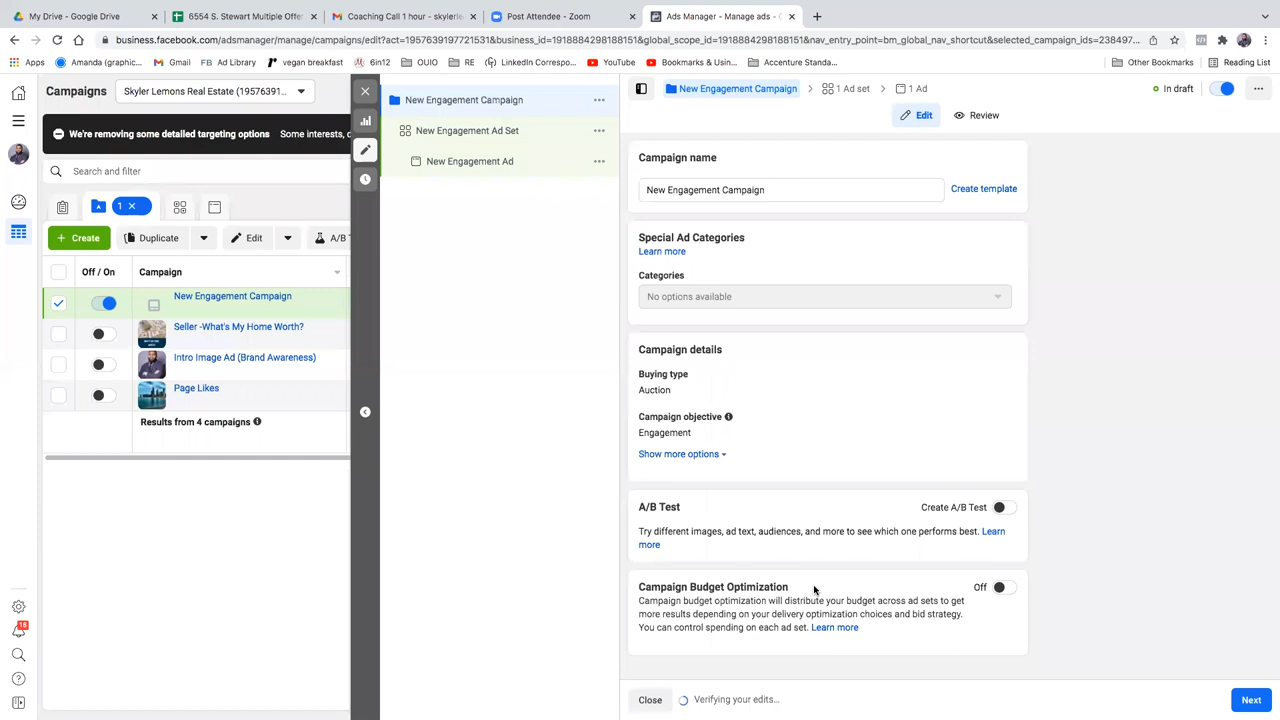 My Drive - Google Drive
6554 S. Stewart Multiple Offer
Coaching Call 1 hour - skylerle
Post Attendee - Zoom
Ads Manager - Manage ads - C
business.facebook.com/adsmanager/manage/campaigns/edit?act=1957639197721531&business_id=1918884298188151&global_scope_id=1918884298188151&nav_entry_point=bm_global_nav_shortcut&selected_campaign_ids=238497...
Apps
Amanda (graphic...
Gmail
FB Ad Library
vegan breakfast
6in12
OUIO
RE
LinkedIn Correspo...
YouTube
Bookmarks & Usin...
Accenture Standa...
Other Bookmarks
Reading List
Campaigns
Skyler Lemons Real Estate (19576391...
We're removing some detailed targeting options Some interests,
Search and filter
1
Create
Duplicate
Edit
A/B T
Off / On
Campaign
New Engagement Campaign
Seller -What's My Home Worth?
Intro Image Ad (Brand Awareness)
Page Likes
Results from 4 campaigns
18
New Engagement Campaign
New Engagement Ad Set
New Engagement Ad
New Engagement Campaign
1 Ad set
1 Ad
In draft
Edit
Review
Campaign name
New Engagement Campaign
Create template
Special Ad Categories
Learn more
Categories
No options available
Campaign details
Buying type
Auction
Campaign objective
Engagement
Show more options
A/B Test
Create A/B Test
Try different images, ad text, audiences, and more to see which one performs best. Learn
more
Campaign Budget Optimization
Off
Campaign budget optimization will distribute your budget across ad sets to get
more results depending on your delivery optimization choices and bid strategy.
You can control spending on each ad set. Learn more
Close
Verifying your edits...
Next